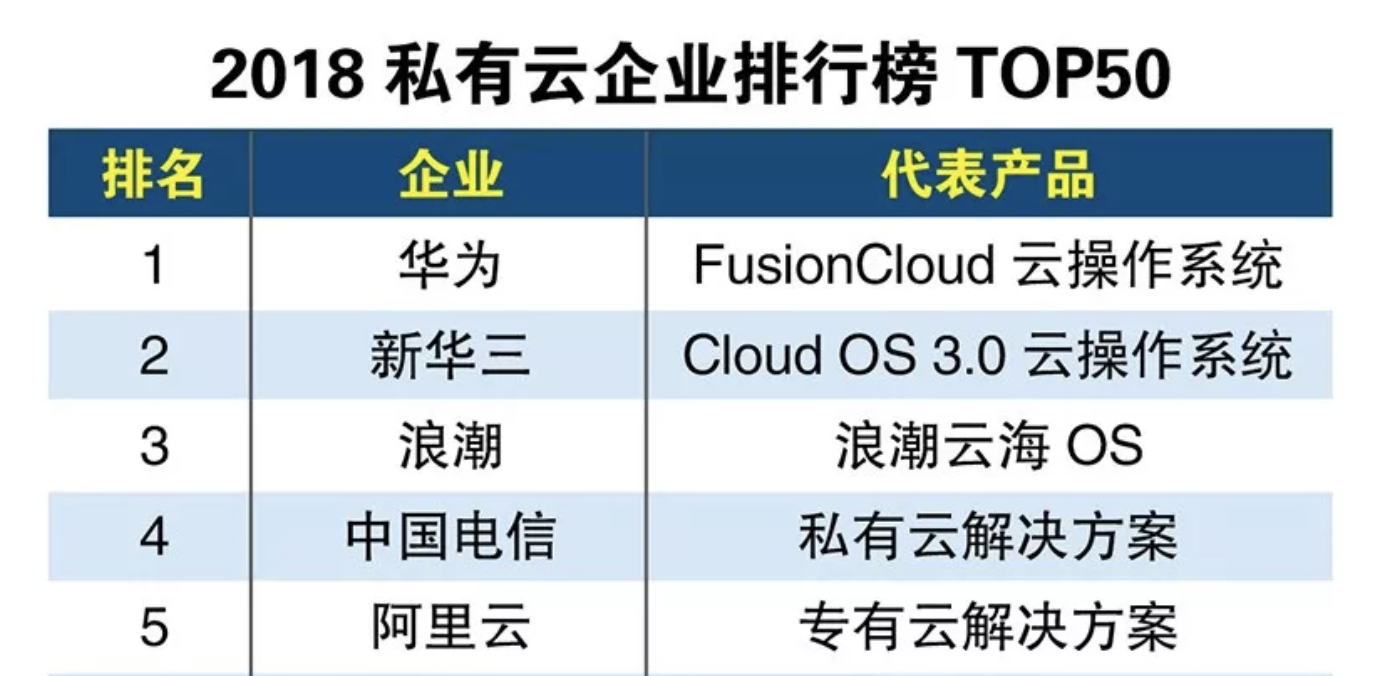 2018 私有云企业排行榜 TOP50
排名 企业 代表产品
1 华为 FusionCloud 云操作系统
2 新华三 Cloud OS 3.0 云操作系统
3 浪潮 浪潮云海 OS
4 中国电信 私有云解决方案
5 阿里云 专有云解决方案